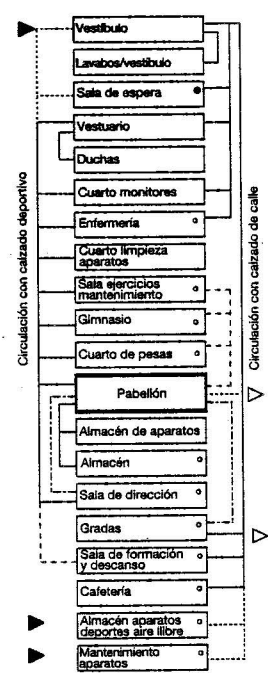 Vestíbulo
Lavabos/vestíbulo
Sala de espera
Vestuario
Duchas
Cuarto monitores
Enfermería
Cuarto limpieza
aparatos
Sala ejercicios
mantenimiento
Gimnasio
Cuarto de pesas
Pabellón
Almacén de aparatos
Almacén
Sala de dirección
Gradas
Sala de formación
y descanso
Cafetería
Almacén aparatos
deportes aire libre
Mantenimiento
aparatos
Circulación con calzado deportivo
Circulación con calzado de calle